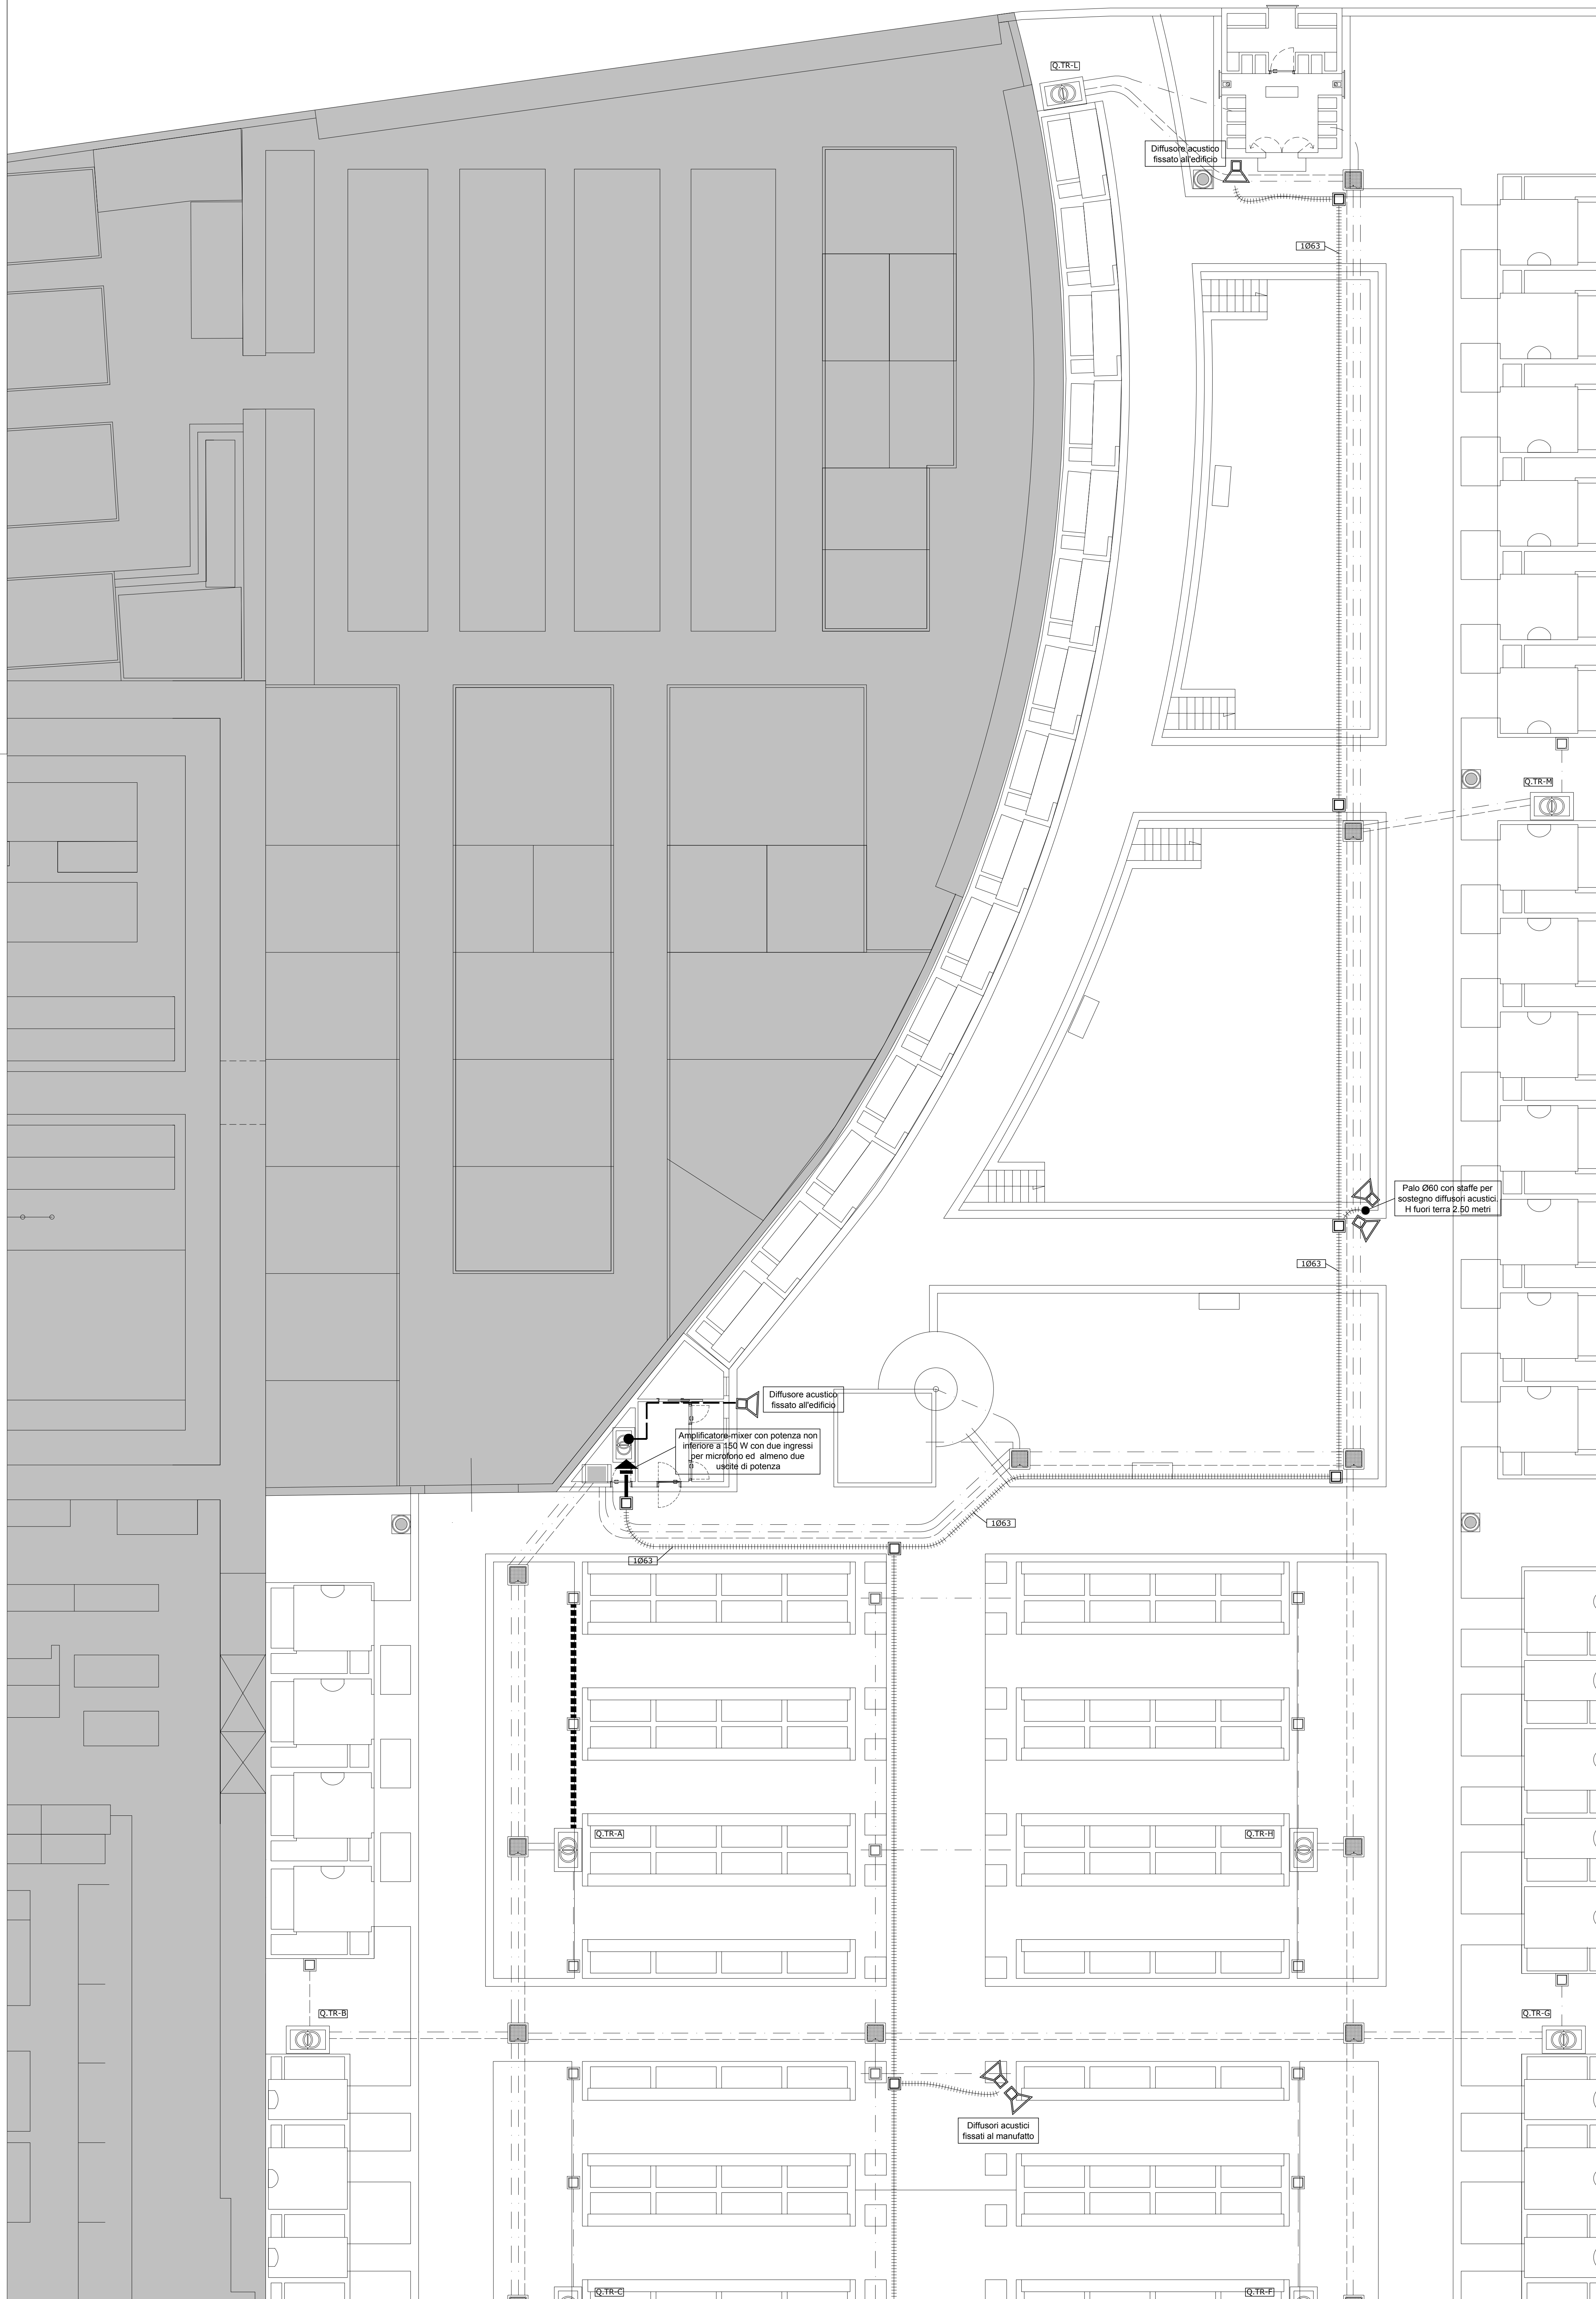 Q.TR-L
Diffusore acustico
fissato all'edificio
1Ø63
Q.TR-M
Palo Ø60 con staffe per
sostegno diffusori acustici.
H fuori terra 2.50 metri
1Ø63
Diffusore acustico
fissato all'edificio
Amplificatore-mixer con potenza non
inferiore a 150 W con due ingressi
per microfono ed almeno due
uscite di potenza
1Ø63
1Ø63
Q.TR-A
Q.TR-H
Q.TR-B
Q.TR-G
Diffusori acustici
fissati al manufatto
Q.TR-C
Q.TR-F